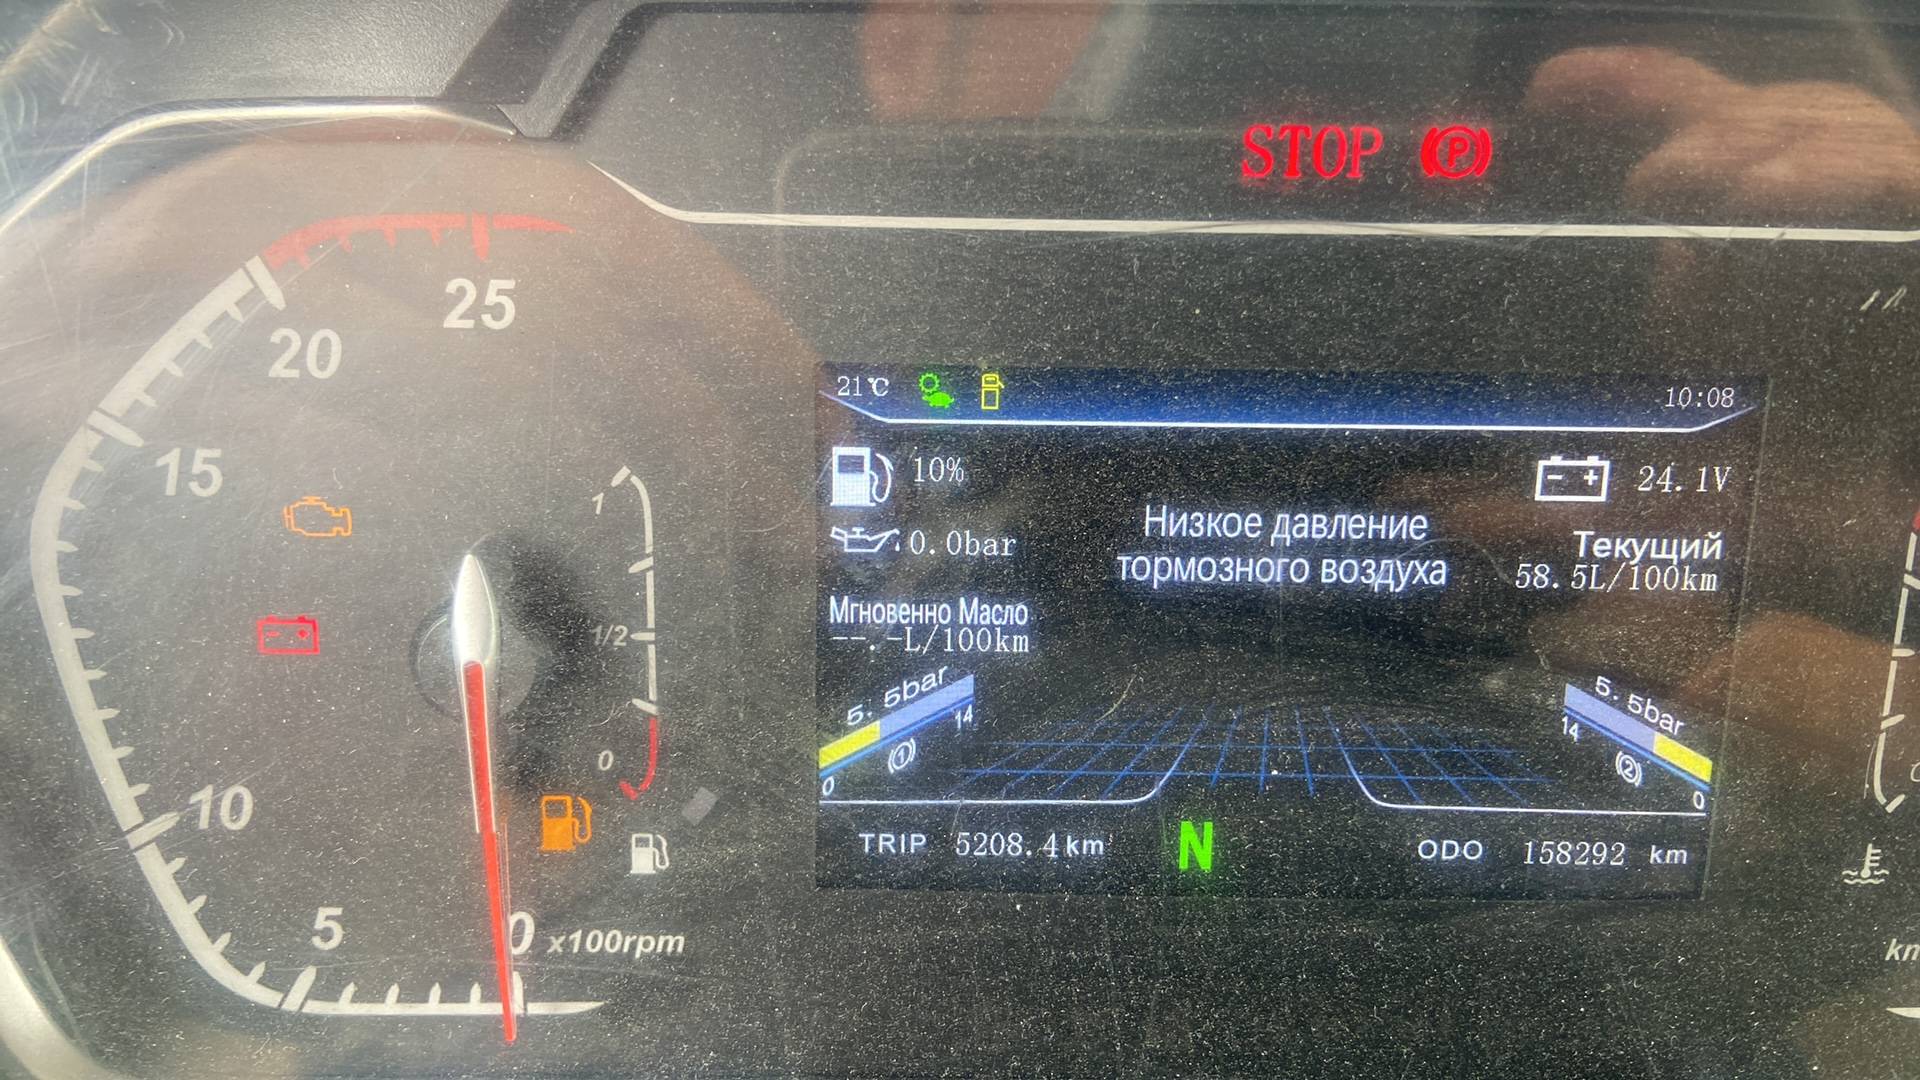 STOP (P)
25
20
15
10
5
0 x100rpm
1
1/2
0
21℃
10:08
10%
24.1V
0.0bar
Низкое давление
тормозного воздуха
Текущий
58.5L/100km
Мгновенно Масло
--.-L/100km
5.5bar
14
1
0
5.5bar
14
2
0
TRIP 5208.4km
N
ODO 158292 km